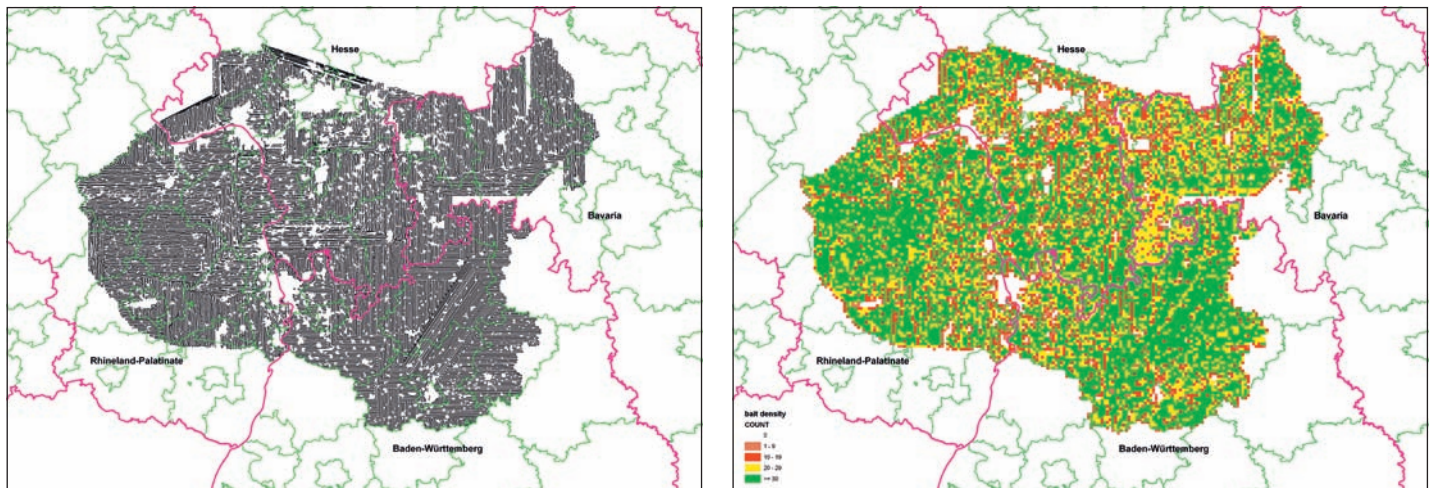 Hesse
Bavaria
Rhineland-Palatinate
Baden-Württemberg
Hesse
Bavaria
Rhineland-Palatinate
Baden-Württemberg
bait density
COUNT
0
1 - 9
10 - 19
20 - 29
>= 30